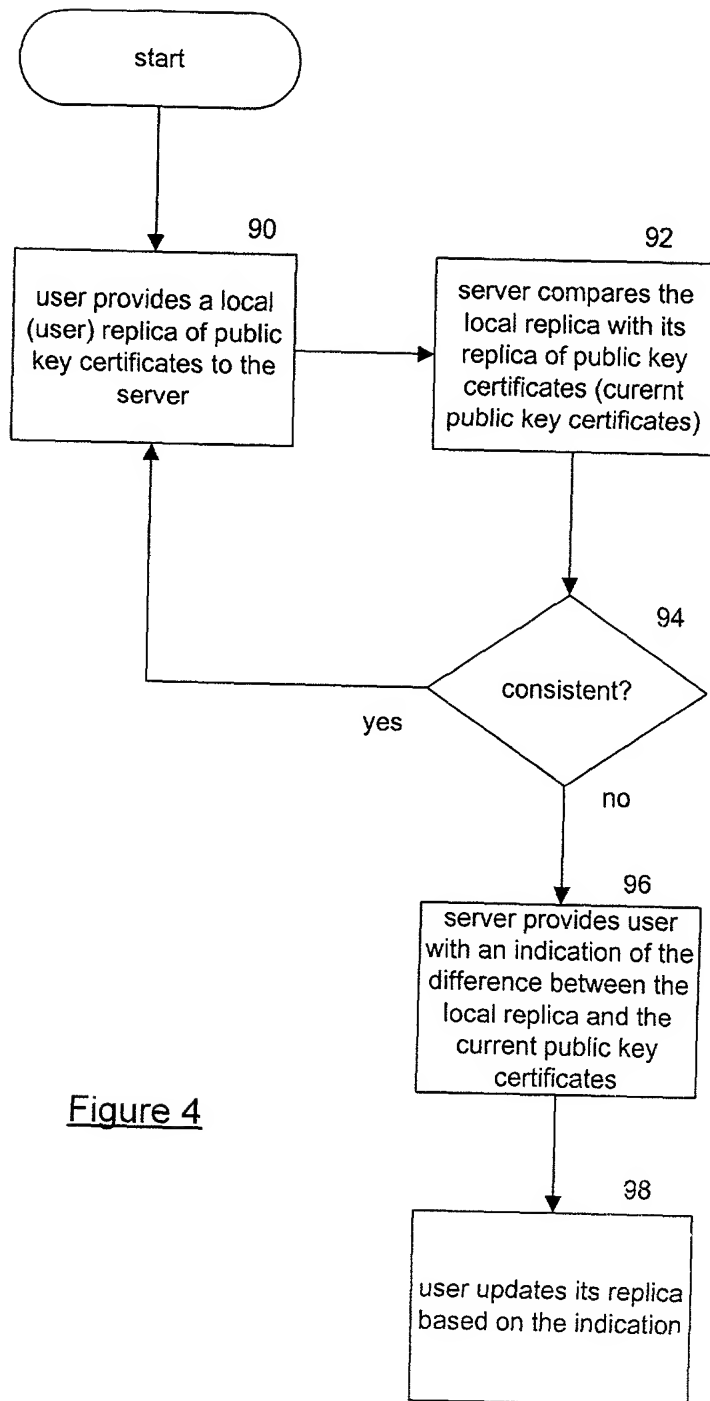 start
90
user provides a local
(user) replica of public
key certificates to the
server
92
server compares the
local replica with its
replica of public key
certificates (curernt
public key certificates)
94
consistent?
yes
no
96
server provides user
with an indication of the
difference between the
local replica and the
current public key
certificates
Figure 4
98
user updates its replica
based on the indication